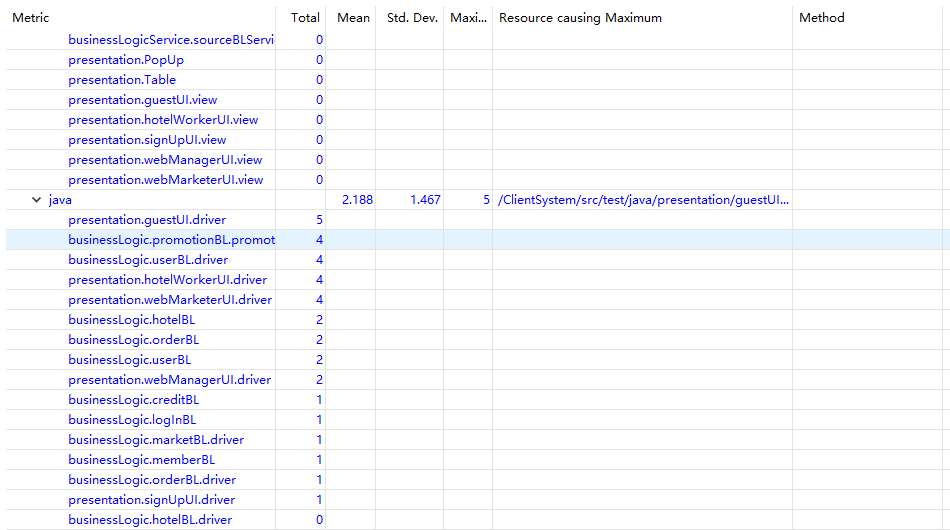 Metric Total Mean Std. Dev. Maxi... Resource causing Maximum Method
businessLogicService.sourceBLServi 0
presentation.PopUp 0
presentation.Table 0
presentation.guestUI.view 0
presentation.hotelWorkerUI.view 0
presentation.signUpUI.view 0
presentation.webManagerUI.view 0
presentation.webMarketerUI.view 0
java 2.188 1.467 5 /ClientSystem/src/test/java/presentation/guestUI...
presentation.guestUI.driver 5
businessLogic.promotionBL.promot 4
businessLogic.userBL.driver 4
presentation.hotelWorkerUI.driver 4
presentation.webMarketerUI.driver 4
businessLogic.hotelBL 2
businessLogic.orderBL 2
businessLogic.userBL 2
presentation.webManagerUI.driver 2
businessLogic.creditBL 1
businessLogic.logInBL 1
businessLogic.marketBL.driver 1
businessLogic.memberBL 1
businessLogic.orderBL.driver 1
presentation.signUpUI.driver 1
businessLogic.hotelBL.driver 0